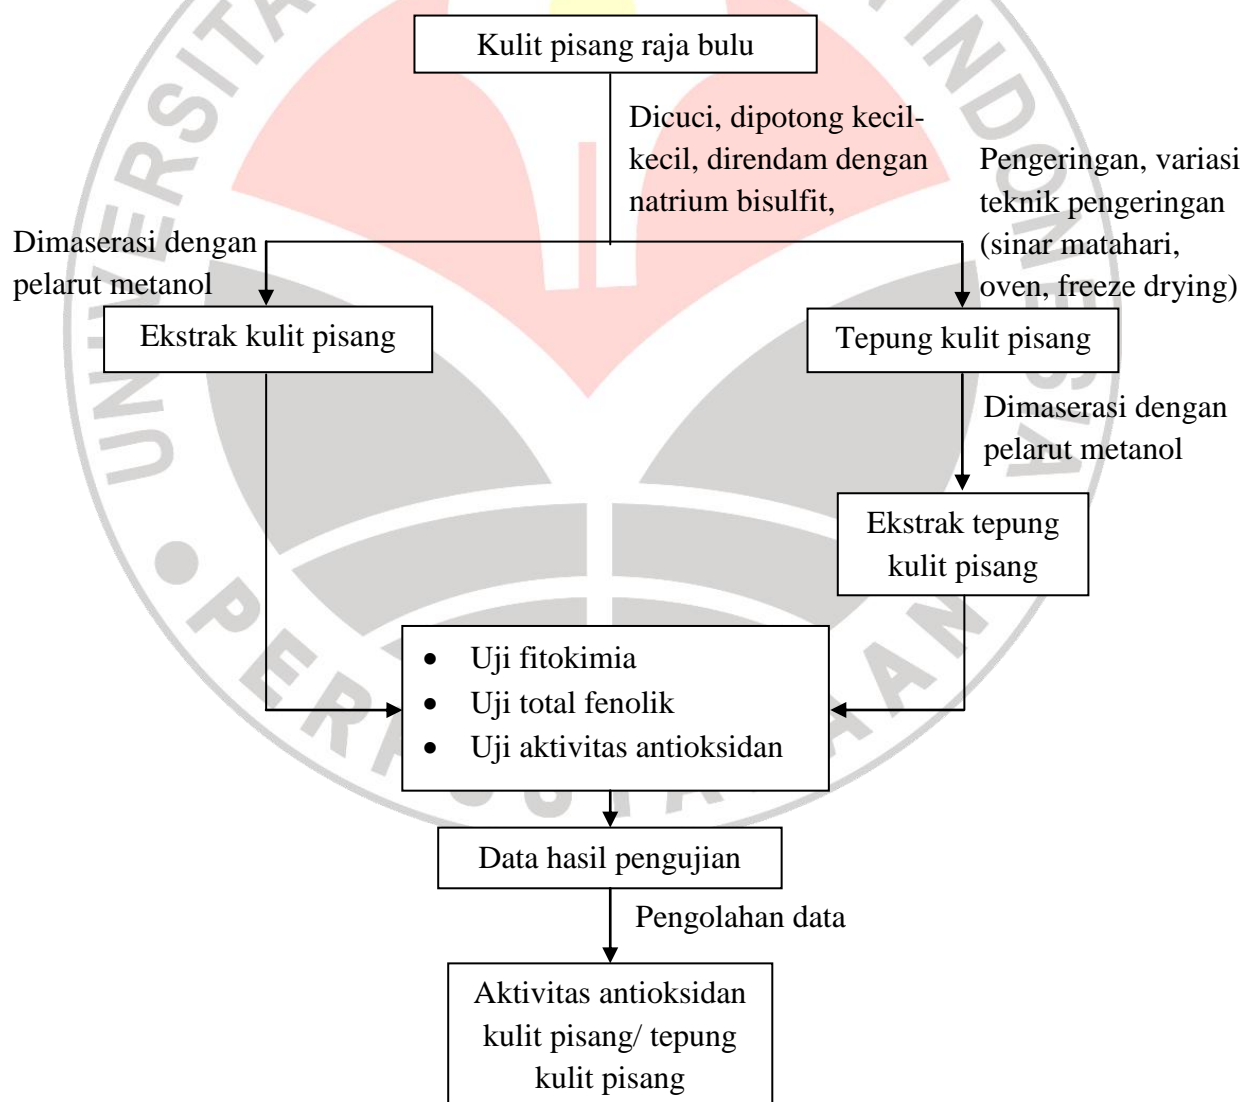 Kulit pisang raja bulu
Dicuci, dipotong kecil-
kecil, direndam dengan
natrium bisulfit,
Pengeringan, variasi
teknik pengeringan
(sinar matahari,
oven, freeze drying)
Dimaserasi dengan
pelarut metanol
Ekstrak kulit pisang
Tepung kulit pisang
Dimaserasi dengan
pelarut metanol
Ekstrak tepung
kulit pisang
• Uji fitokimia
• Uji total fenolik
• Uji aktivitas antioksidan
Data hasil pengujian
Pengolahan data
Aktivitas antioksidan
kulit pisang/ tepung
kulit pisang